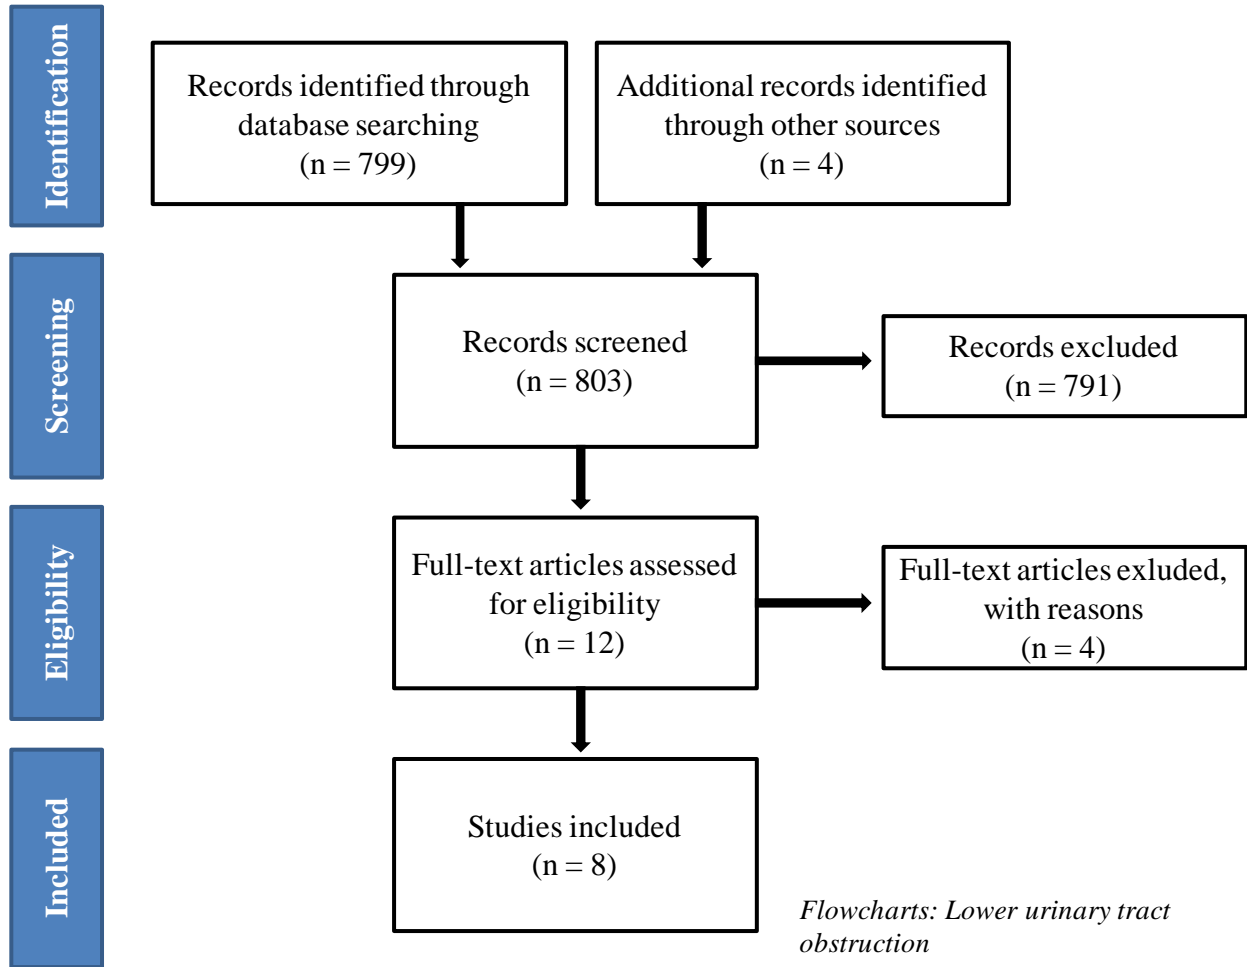 Identification
Records identified through
database searching
(n = 799)
Additional records identified
through other sources
(n = 4)
Screening
Records screened
(n = 803)
Records excluded
(n = 791)
Eligibility
Full-text articles assessed
for eligibility
(n = 12)
Full-text articles exluded,
with reasons
(n = 4)
Included
Studies included
(n = 8)
Flowcharts: Lower urinary tract
obstruction